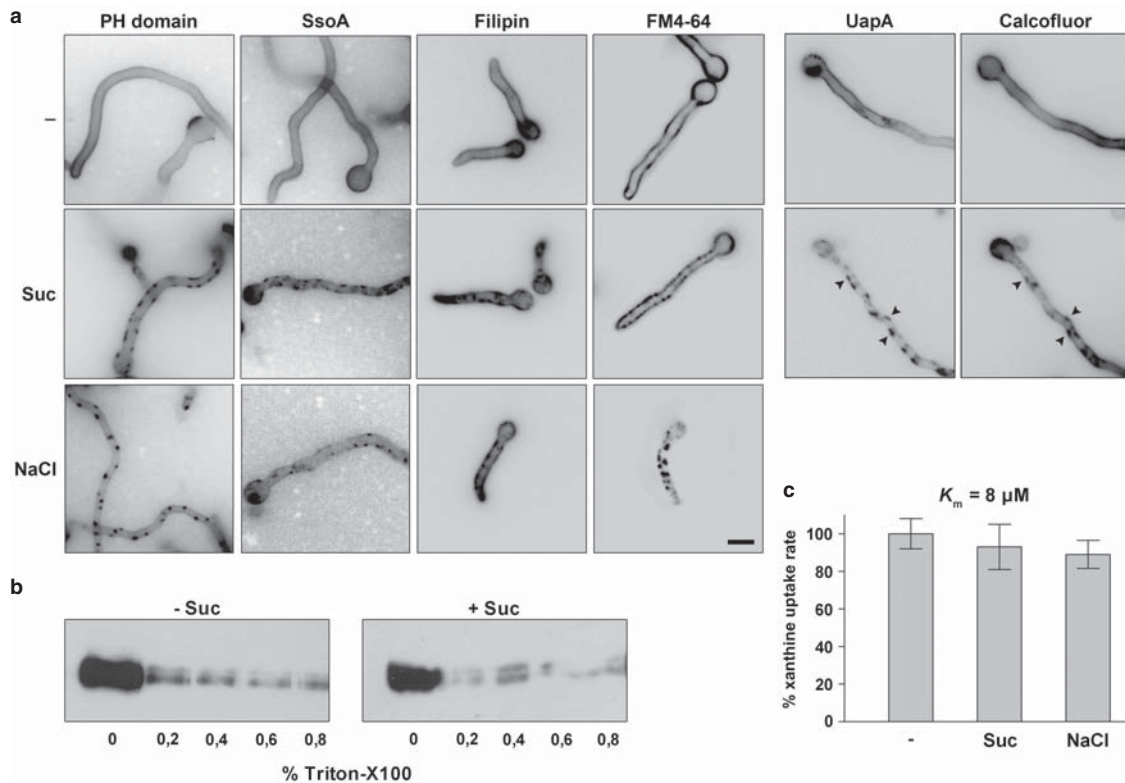 a
PH domain SsoA Filipin FM4-64 UapA Calcofluor
–
Suc
NaCl
b
- Suc + Suc
0 0,2 0,4 0,6 0,8 0 0,2 0,4 0,6 0,8
% Triton-X100
c
Km = 8 µM
% xanthine uptake rate
100
80
60
40
20
0
- Suc NaCl